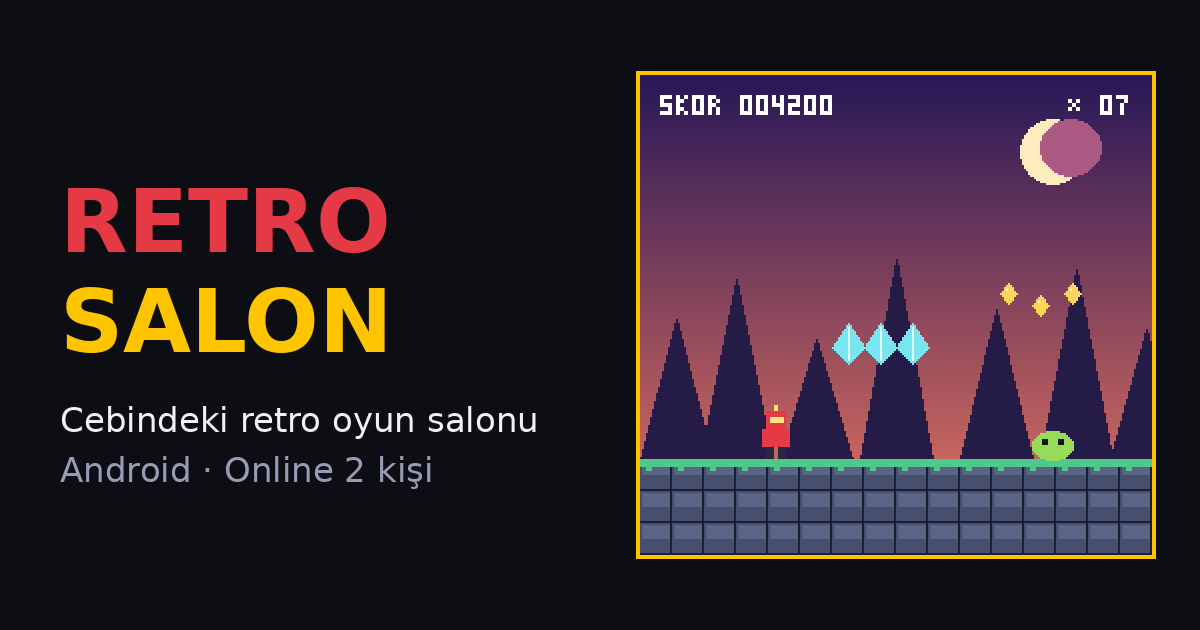 RETRO
SALON
Cebindeki retro oyun salonu
Android · Online 2 kişi
SKOR 004200
× 07